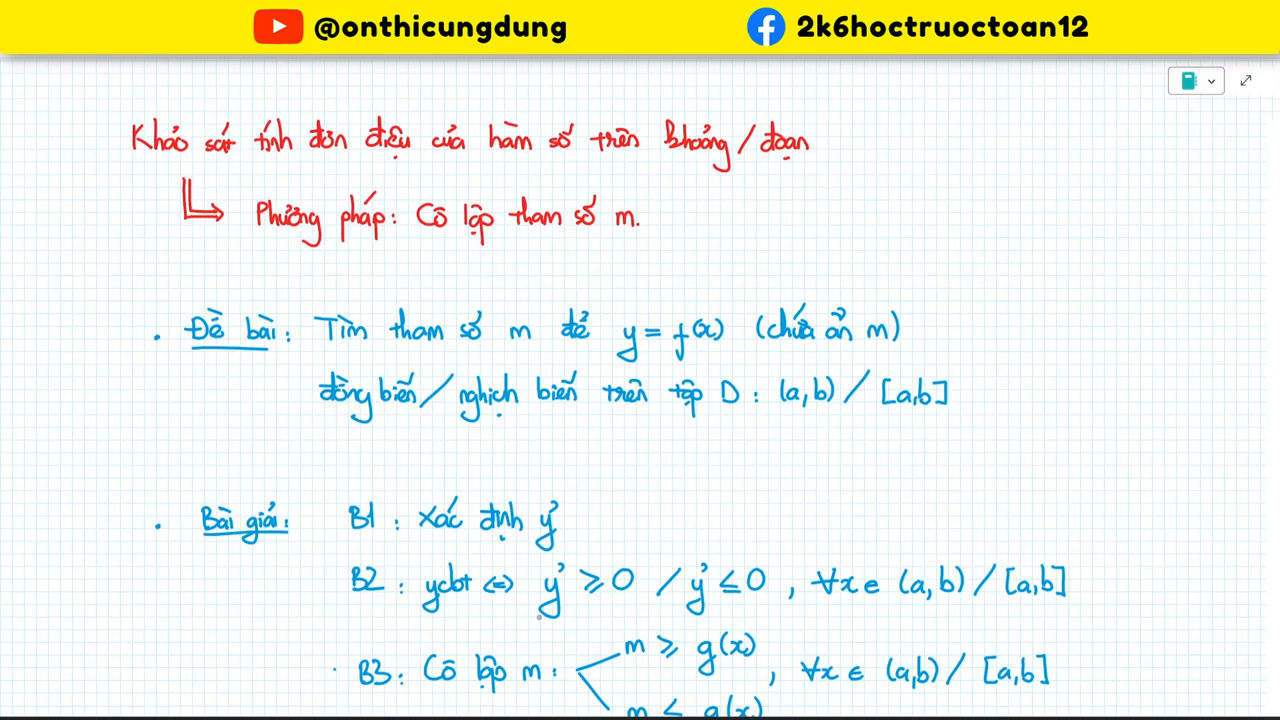 @onthicungdung 2k6hoctruoctoan12
Khảo sát tính đơn điệu của hàm số trên khoảng/đoạn
Phương pháp: Cô lập tham số m.
. Đề bài: Tìm tham số m để y = f(x) (chứa ẩn m)
đồng biến/nghịch biến trên tập D: (a,b) / [a,b]
. Bài giải: B1 : Xác định y'
B2 : ycbt ⇔ y' ≥ 0 / y' ≤ 0 , ∀x ∈ (a,b) / [a,b]
m ≥ g(x)
B3: Cô lập m : , ∀x ∈ (a,b) / [a,b]
m ≤ g(x)